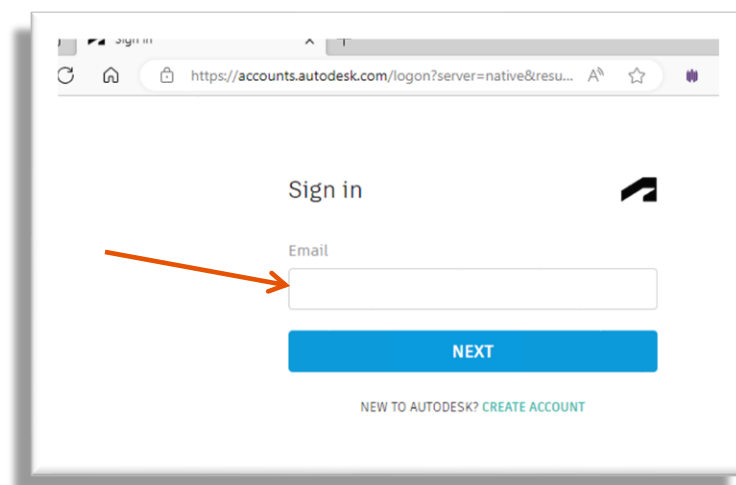 Sign in
https://accounts.autodesk.com/logon?server=native&resu... A
Sign in
Email
NEXT
NEW TO AUTODESK? CREATE ACCOUNT